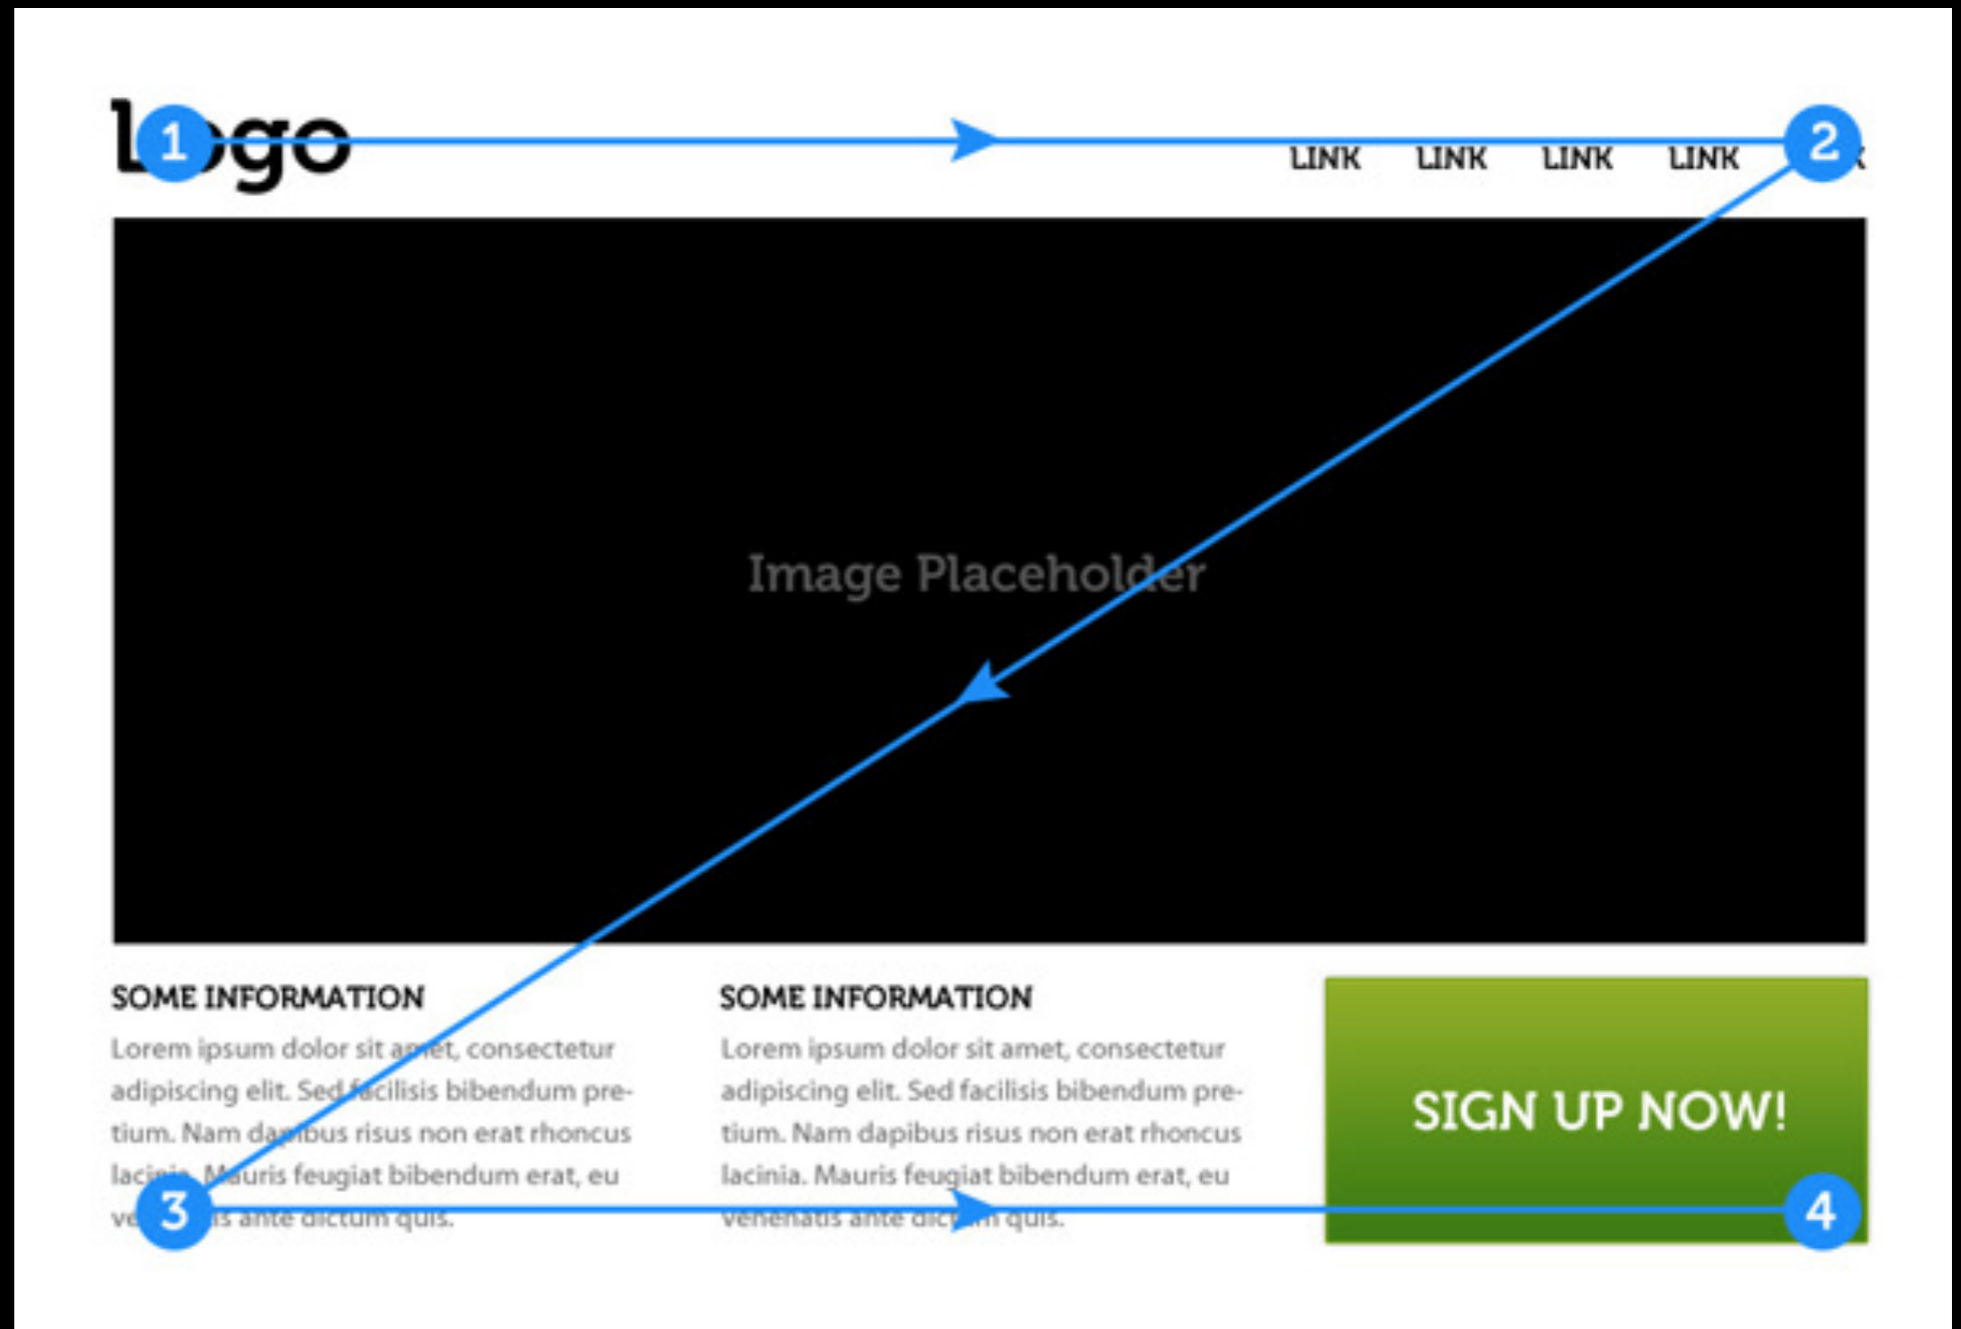 Logo
1
2
LINK LINK LINK LINK
Image Placeholder
SOME INFORMATION
Lorem ipsum dolor sit amet, consectetur
adipiscing elit. Sed facilisis bibendum pre-
tium. Nam dapibus risus non erat rhoncus
lacinia. Mauris feugiat bibendum erat, eu
ante dictum quis.
3
SOME INFORMATION
Lorem ipsum dolor sit amet, consectetur
adipiscing elit. Sed facilisis bibendum pre-
tium. Nam dapibus risus non erat rhoncus
lacinia. Mauris feugiat bibendum erat, eu
venenatis ante dictum quis.
SIGN UP NOW!
4